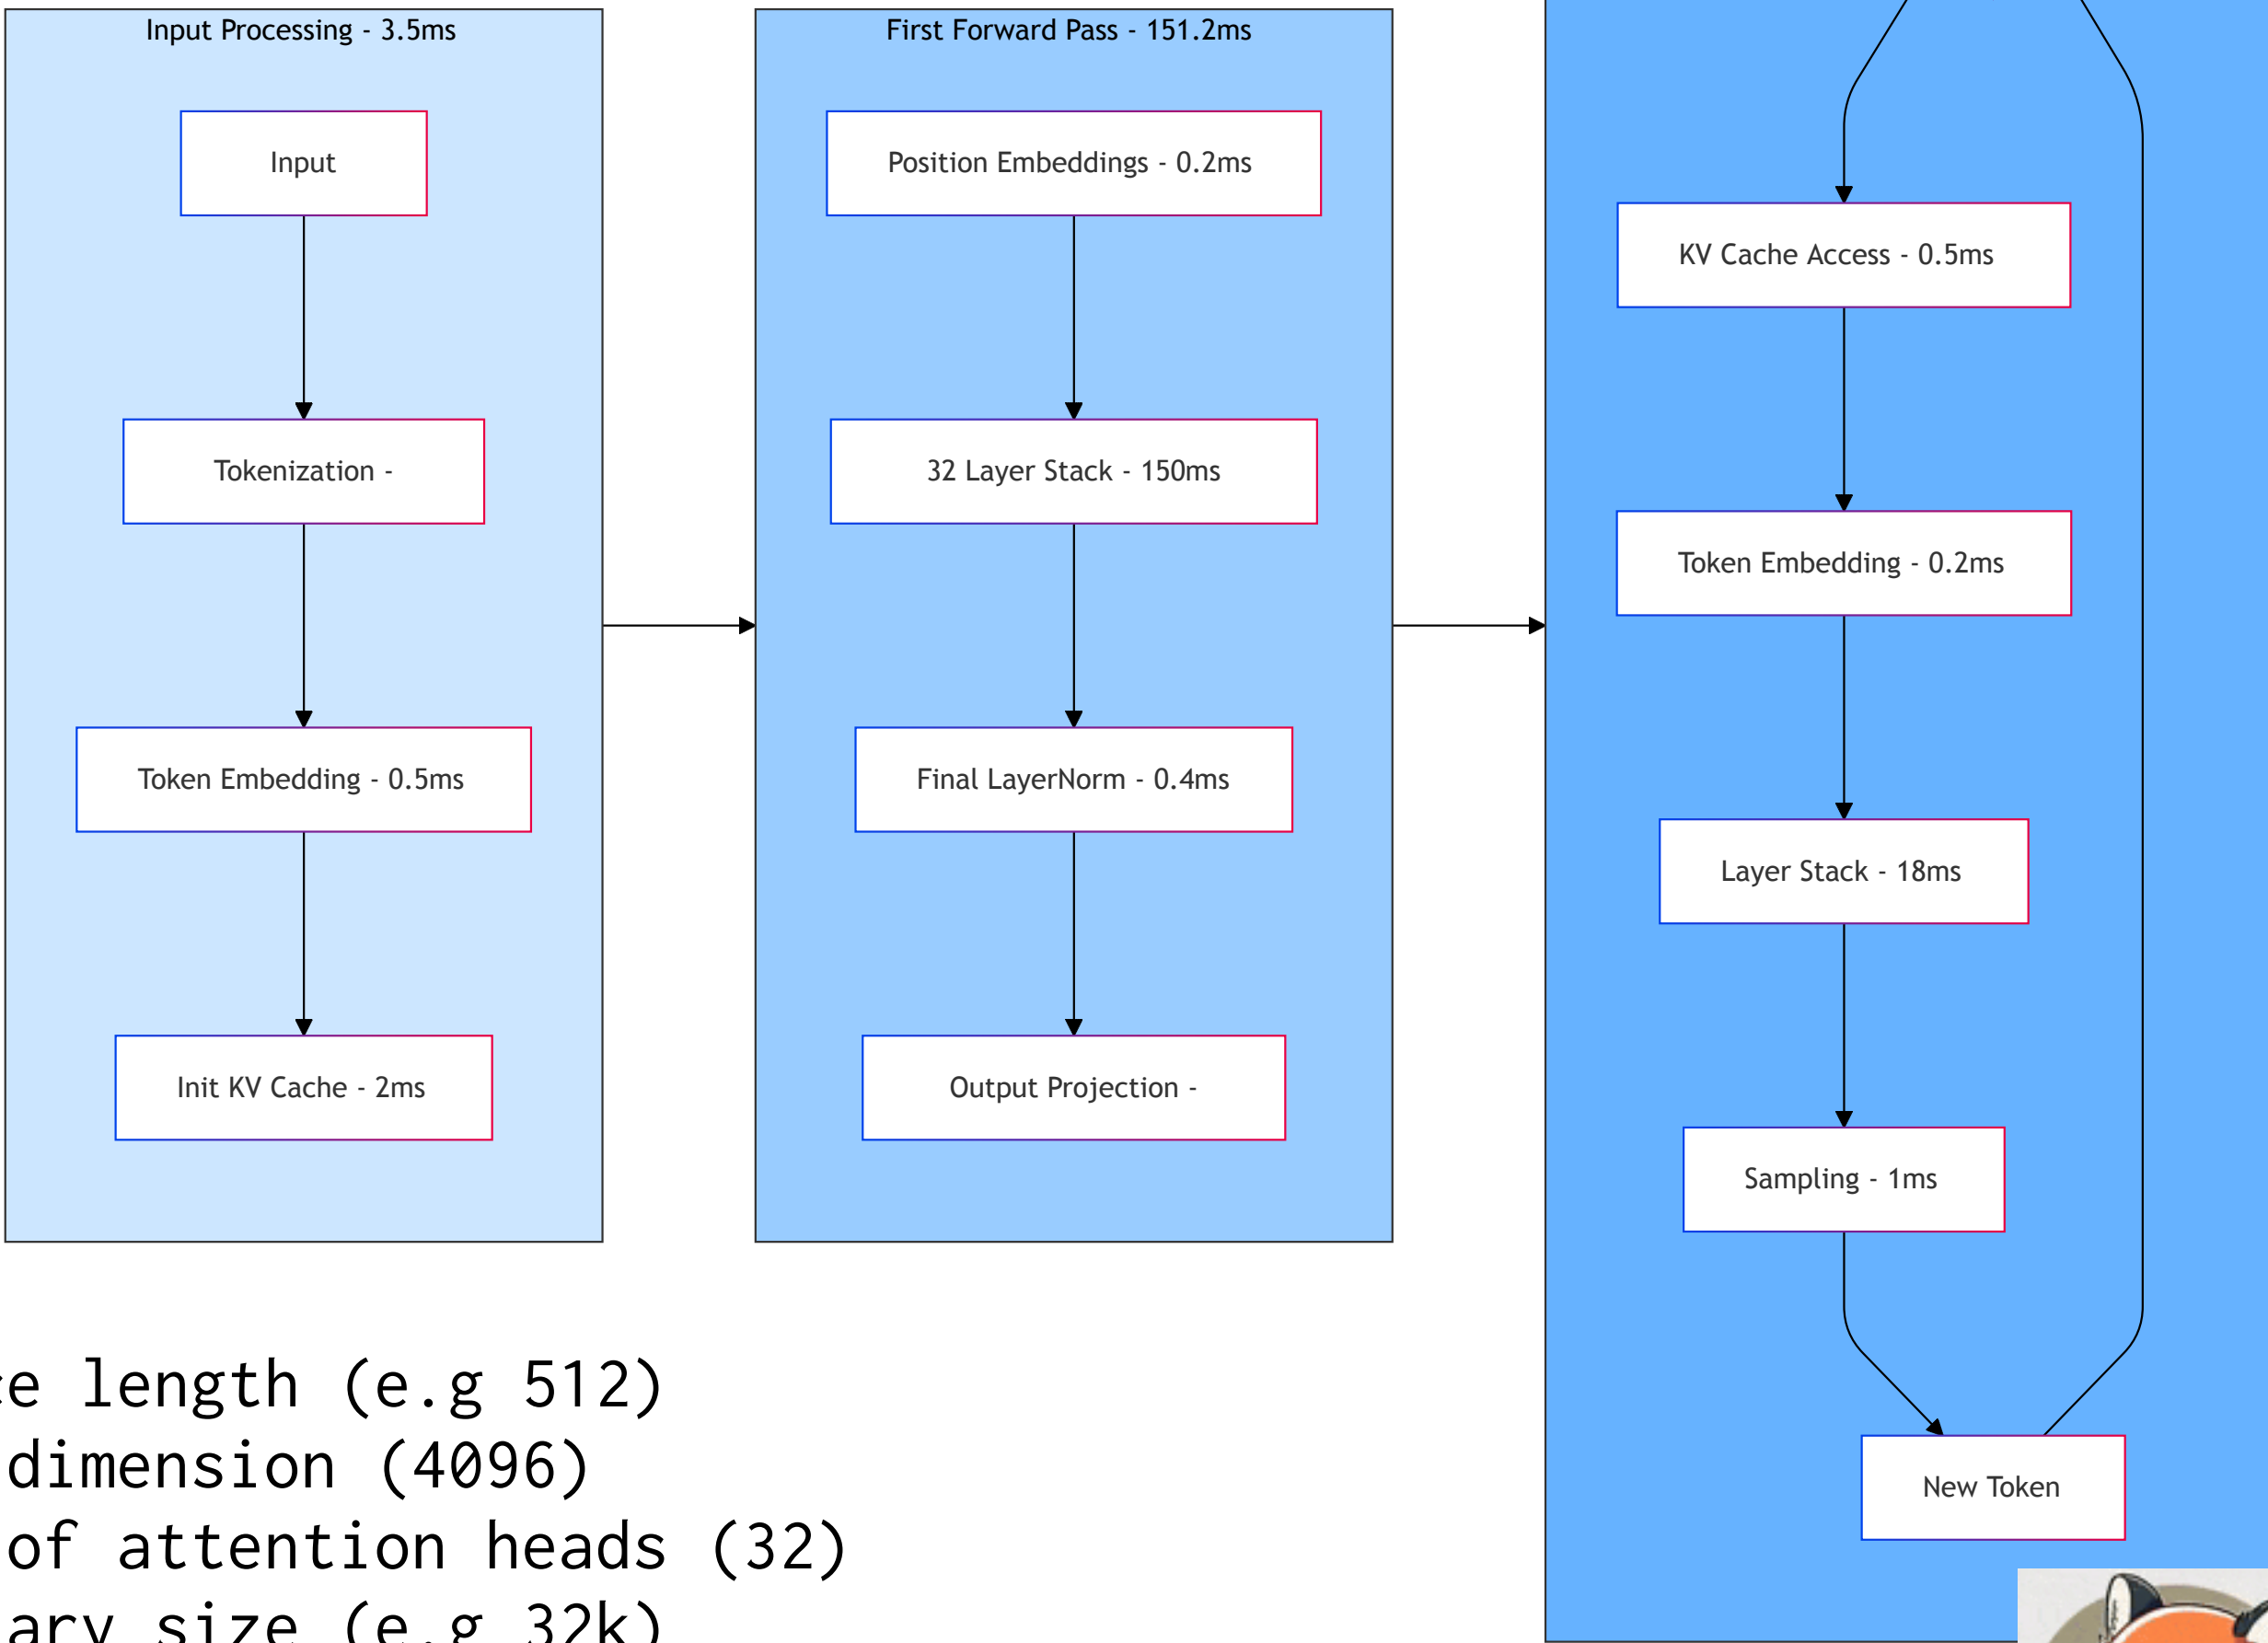 Input Processing - 3.5ms
Input
Tokenization -
Token Embedding - 0.5ms
Init KV Cache - 2ms
First Forward Pass - 151.2ms
Position Embeddings - 0.2ms
32 Layer Stack - 150ms
Final LayerNorm - 0.4ms
Output Projection -
KV Cache Access - 0.5ms
Token Embedding - 0.2ms
Layer Stack - 18ms
Sampling - 1ms
New Token
length (e.g 512)
dimension (4096)
of attention heads (32)
size (e.g 32k)